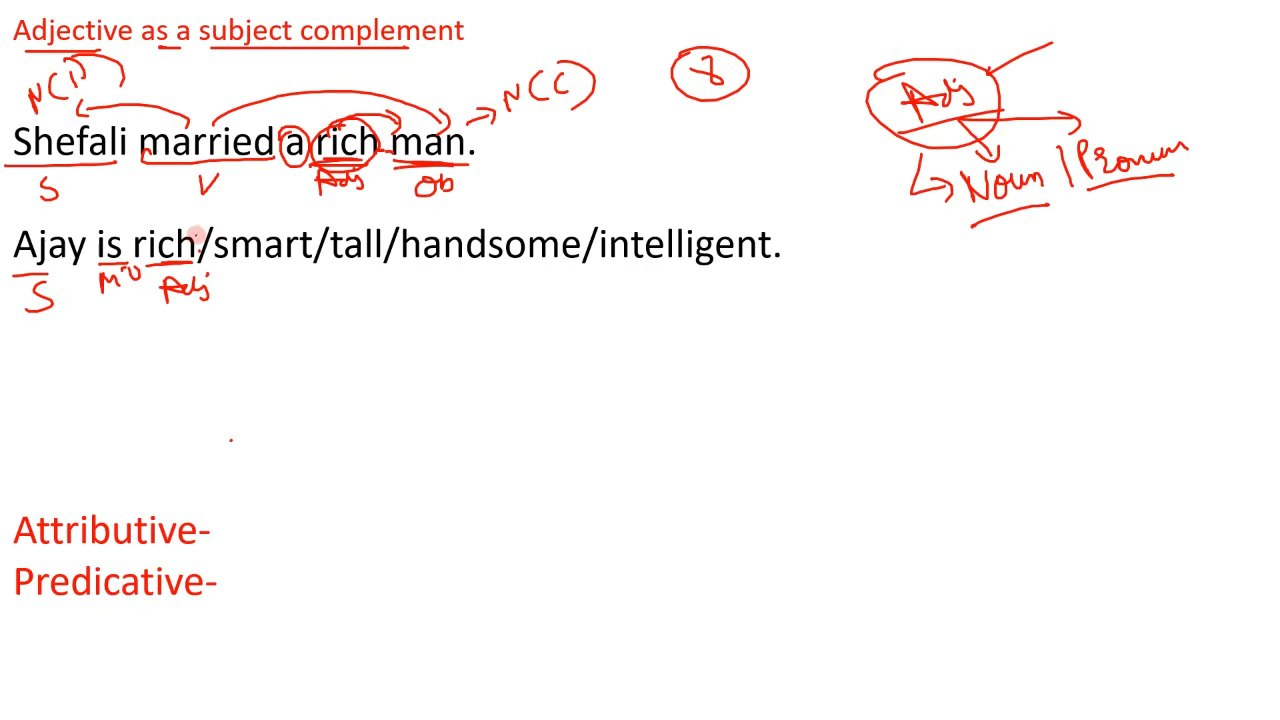 Adjective as a subject complement
N(P)
N(C)
8
Adj
Shefali married a rich man.
S V Adj Ob
Noun / Pronoun
Ajay is rich/smart/tall/handsome/intelligent.
S M.V Adj
Attributive-
Predicative-